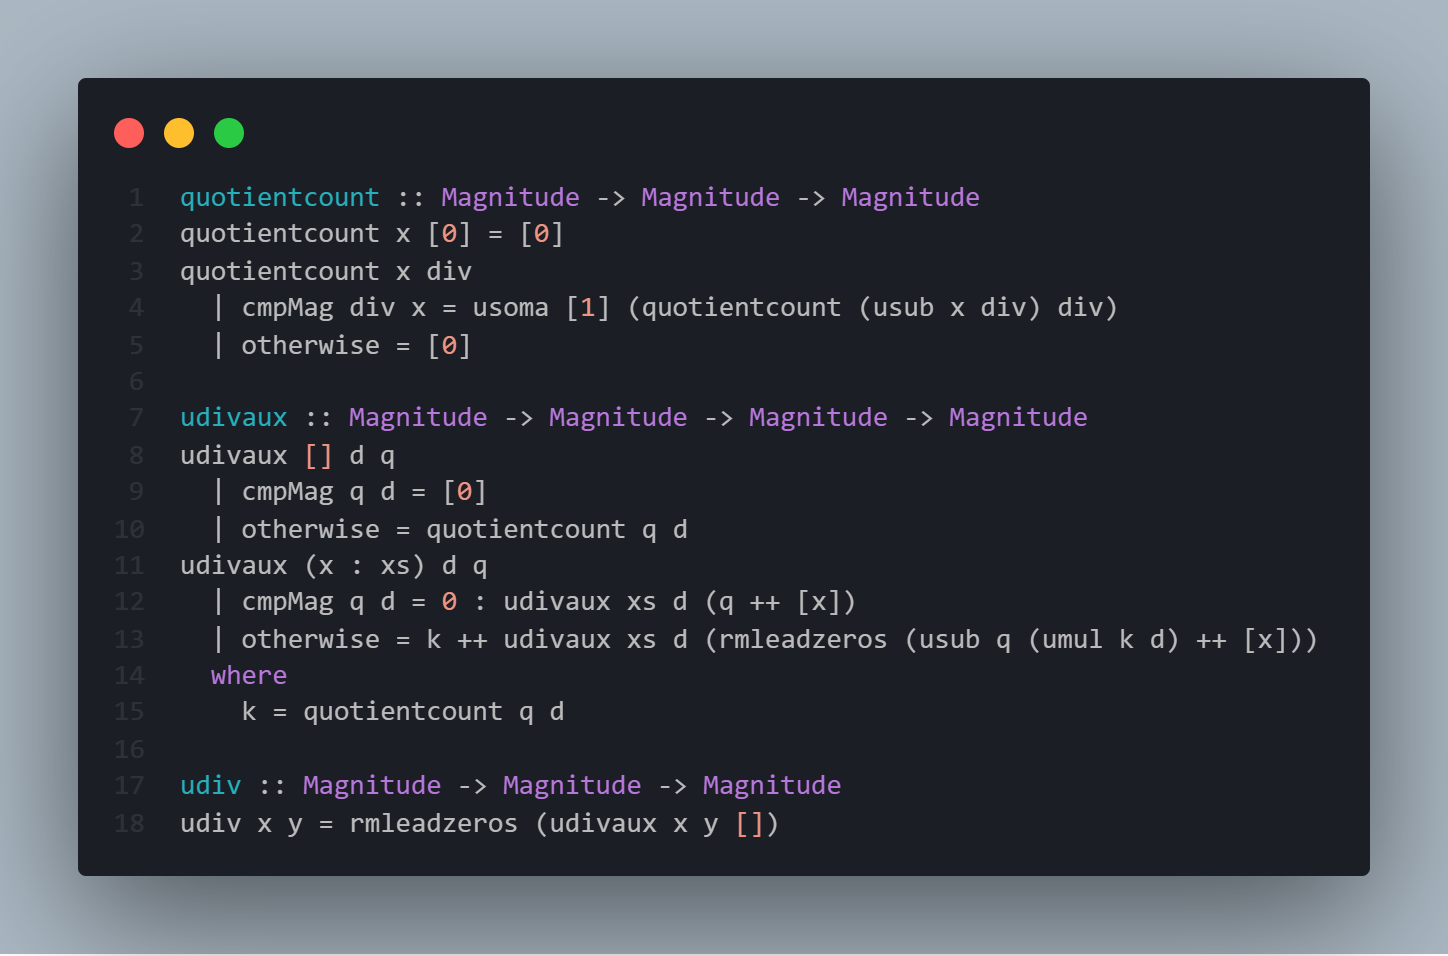 1 quotientcount :: Magnitude -> Magnitude -> Magnitude
2 quotientcount x [0] = [0]
3 quotientcount x div
4   | cmpMag div x = usoma [1] (quotientcount (usub x div) div)
5   | otherwise = [0]
6
7 udivaux :: Magnitude -> Magnitude -> Magnitude -> Magnitude
8 udivaux [] d q
9   | cmpMag q d = [0]
10   | otherwise = quotientcount q d
11 udivaux (x : xs) d q
12   | cmpMag q d = 0 : udivaux xs d (q ++ [x])
13   | otherwise = k ++ udivaux xs d (rmleadzeros (usub q (umul k d) ++ [x]))
14   where
15     k = quotientcount q d
16
17 udiv :: Magnitude -> Magnitude -> Magnitude
18 udiv x y = rmleadzeros (udivaux x y [])